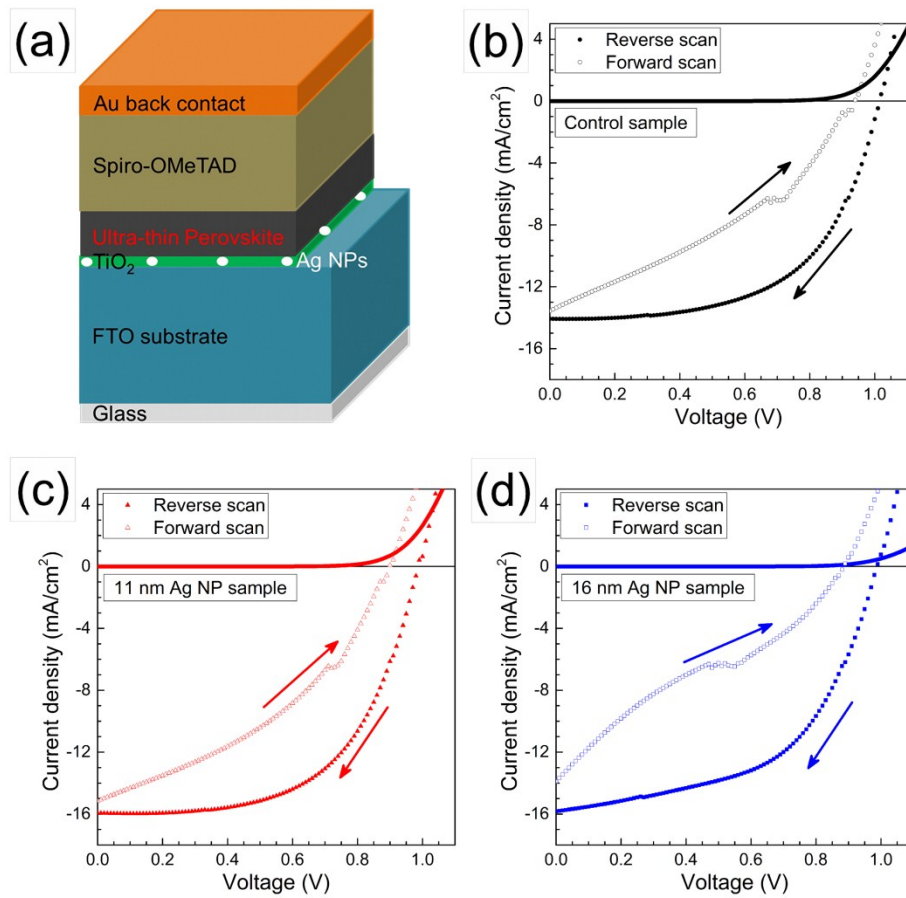 (a)
Au back contact
Spiro-OMeTAD
Ultra-thin Perovskite
TiO₂
Ag NPs
FTO substrate
Glass
(b)
Reverse scan
Forward scan
Control sample
4
0
-4
-8
-12
-16
Current density (mA/cm²)
0.0 0.2 0.4 0.6 0.8 1.0
Voltage (V)
(c)
Reverse scan
Forward scan
11 nm Ag NP sample
4
0
-4
-8
-12
-16
Current density (mA/cm²)
0.0 0.2 0.4 0.6 0.8 1.0
Voltage (V)
(d)
Reverse scan
Forward scan
16 nm Ag NP sample
4
0
-4
-8
-12
-16
Current density (mA/cm²)
0.0 0.2 0.4 0.6 0.8 1.0
Voltage (V)